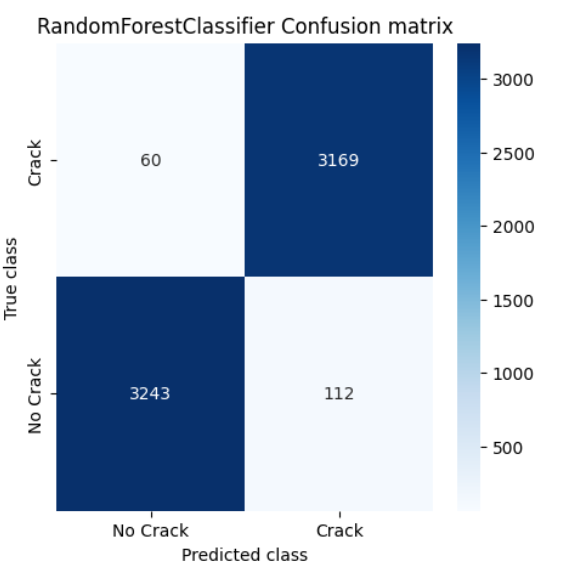 RandomForestClassifier Confusion matrix
True class
Crack
60
3169
No Crack
3243
112
No Crack
Crack
Predicted class
3000
2500
2000
1500
1000
500